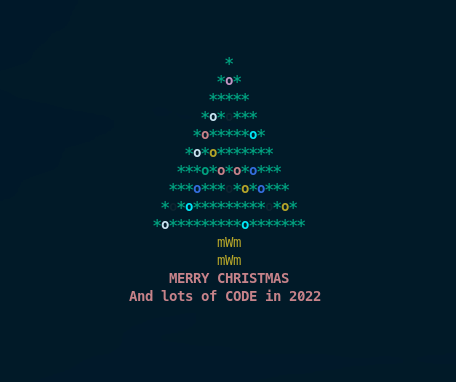 *
*o*
*****
*o* ***
*o*****o*
*o*o*******
***o*o*o*o***
***o*** *o*o***
* *o********* *o*
*o*********o*******
mWm
mWm
MERRY CHRISTMAS
And lots of CODE in 2022